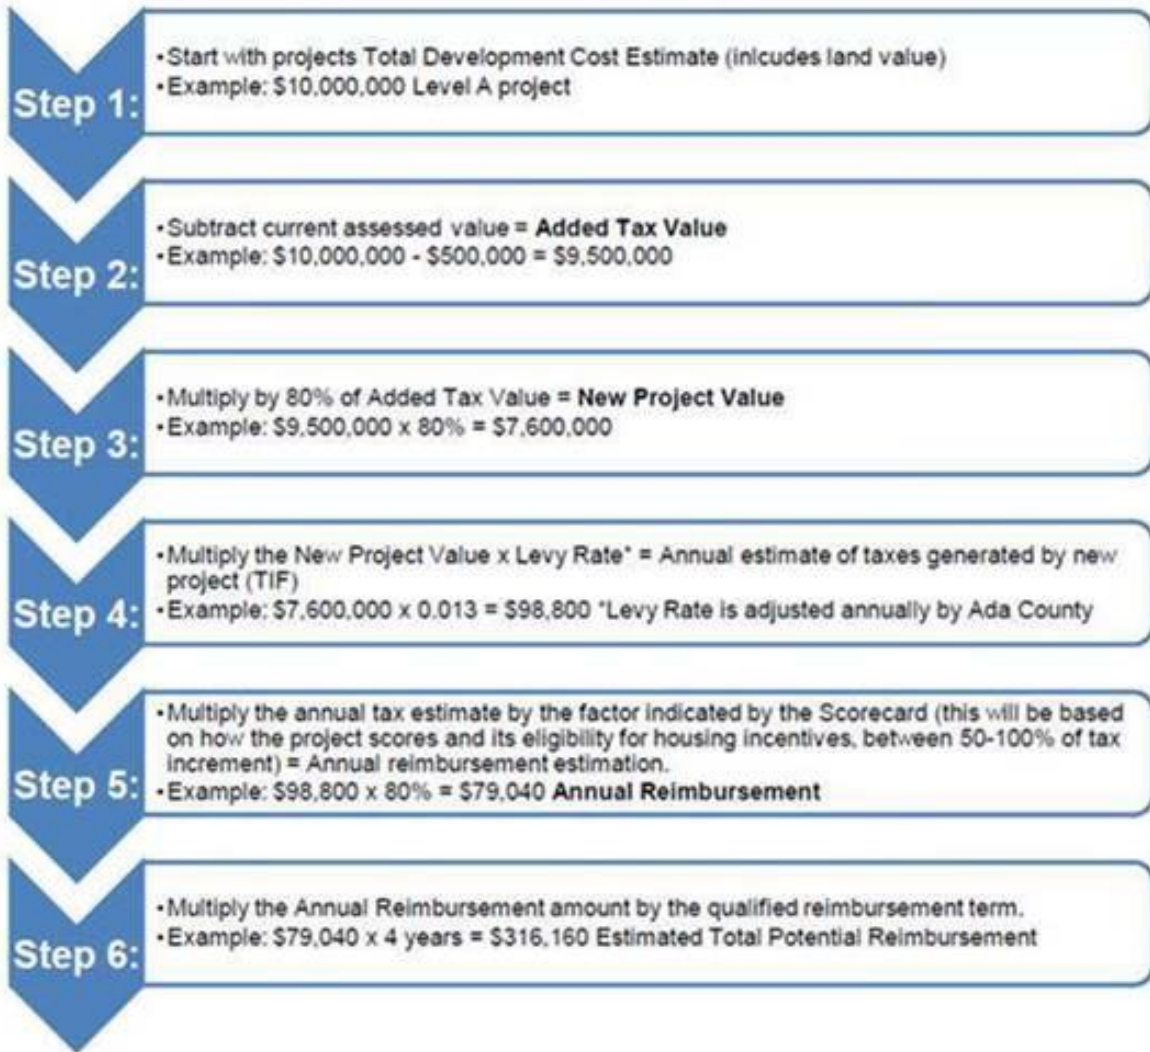 Step 1:
•Start with projects Total Development Cost Estimate (inlcudes land value)
•Example: $10,000,000 Level A project
Step 2:
•Subtract current assessed value = Added Tax Value
•Example: $10,000,000 - $500,000 = $9,500,000
Step 3:
•Multiply by 80% of Added Tax Value = New Project Value
•Example: $9,500,000 x 80% = $7,600,000
Step 4:
•Multiply the New Project Value x Levy Rate* = Annual estimate of taxes generated by new
project (TIF)
•Example: $7,600,000 x 0.013 = $98,800 *Levy Rate is adjusted annually by Ada County
Step 5:
•Multiply the annual tax estimate by the factor indicated by the Scorecard (this will be based
on how the project scores and its eligibility for housing incentives, between 50-100% of tax
increment) = Annual reimbursement estimation.
•Example: $98,800 x 80% = $79,040 Annual Reimbursement
Step 6:
•Multiply the Annual Reimbursement amount by the qualified reimbursement term.
•Example: $79,040 x 4 years = $316,160 Estimated Total Potential Reimbursement